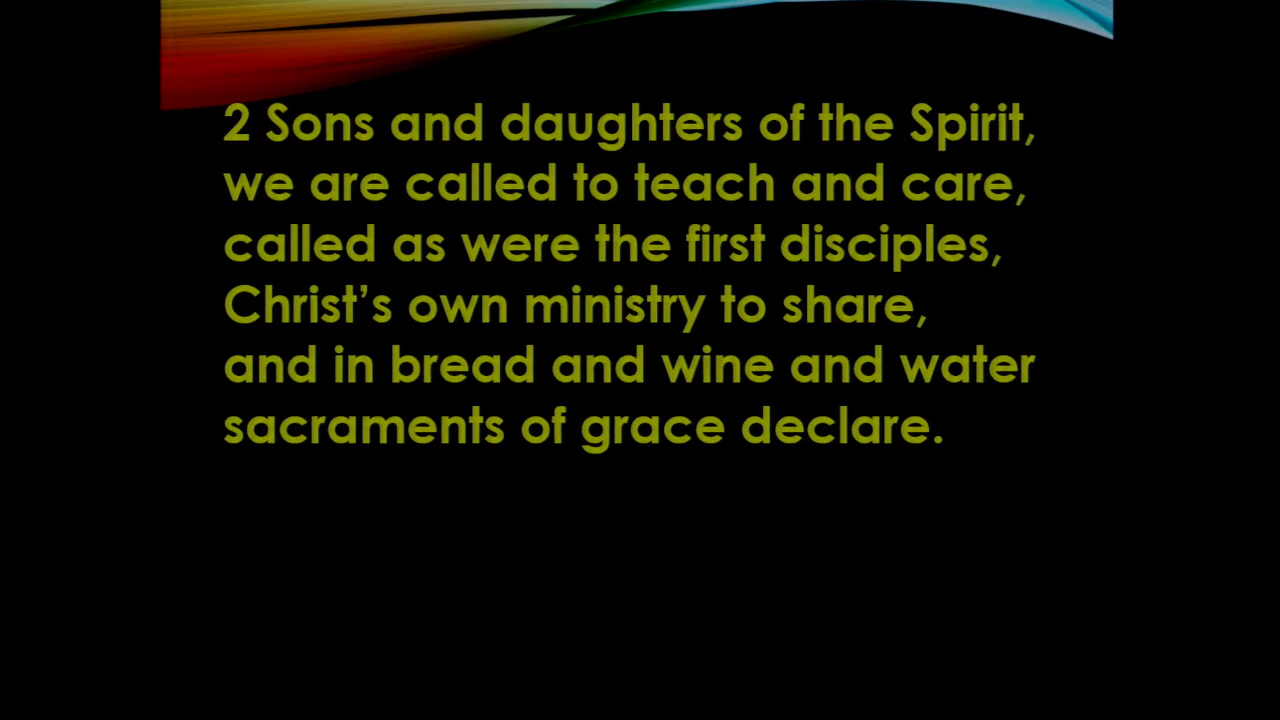 2 Sons and daughters of the Spirit,
we are called to teach and care,
called as were the first disciples,
Christ’s own ministry to share,
and in bread and wine and water
sacraments of grace declare.